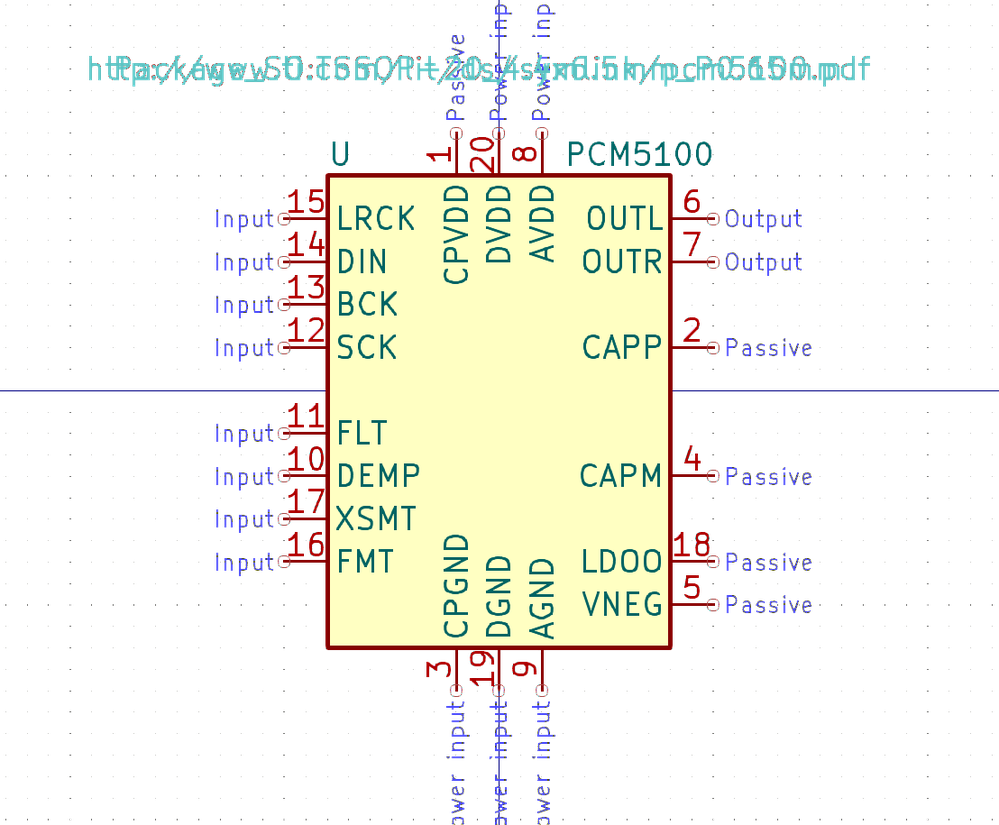 Passive
Power inp
Power inp
1
20
8
U
PCM5100
CPVDD
DVDD
AVDD
Input 15 LRCK
Input 14 DIN
Input 13 BCK
Input 12 SCK
Input 11 FLT
Input 10 DEMP
Input 17 XSMT
Input 16 FMT
OUTL 6 Output
OUTR 7 Output
CAPP 2 Passive
CAPM 4 Passive
LDOO 18 Passive
VNEG 5 Passive
CPGND
DGND
AGND
3
19
9
ower input
ower input
ower input